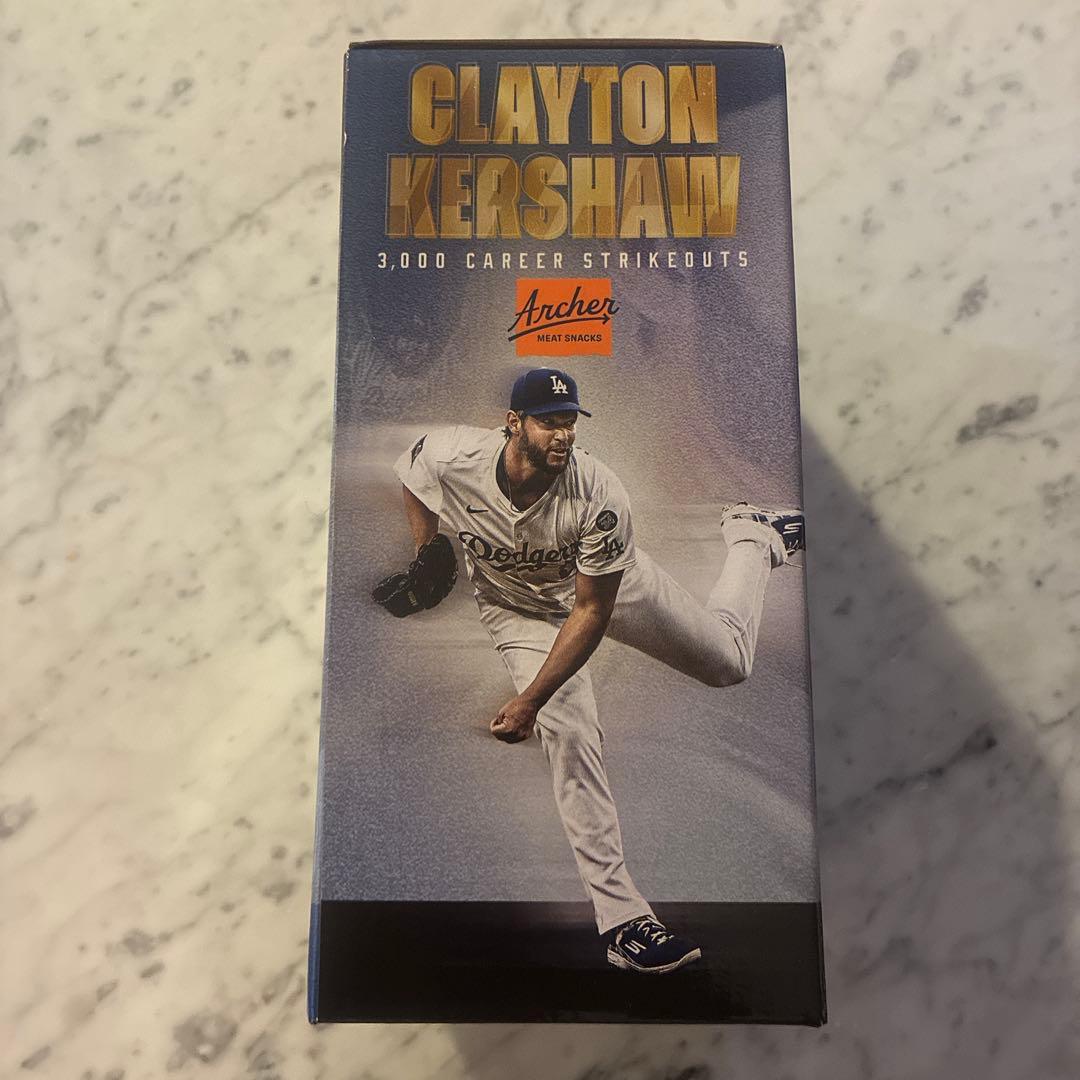 CLAYTON
KERSHAW
3,000 CAREER STRIKEOUTS
Archer
MEAT SNACKS
LA
Dodgers
LA